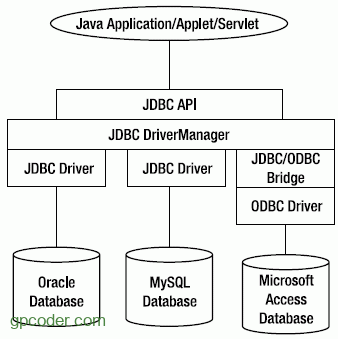 Java Application/Applet/Servlet
JDBC API
JDBC DriverManager
JDBC Driver
JDBC Driver
JDBC/ODBC
Bridge
ODBC Driver
Oracle
Database
MySQL
Database
Microsoft
Access
Database
gpcoder.com